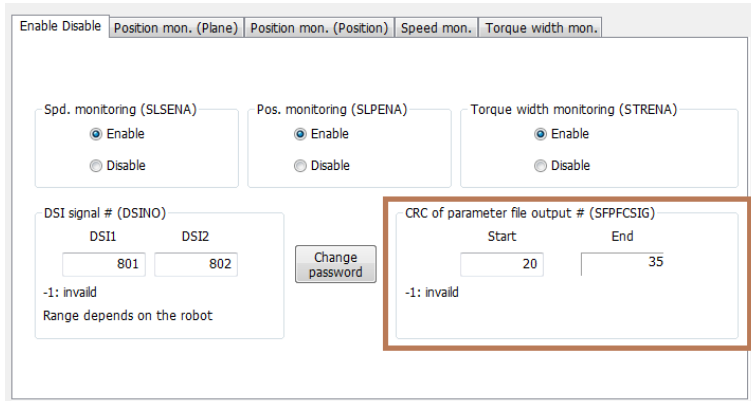 Enable Disable Position mon. (Plane) Position mon. (Position) Speed mon. Torque width mon.
Spd. monitoring (SLSENA) Pos. monitoring (SLPENA) Torque width monitoring (STRENA)
Enable Enable Enable
Disable Disable Disable
DSI signal # (DSINO) CRC of parameter file output # (SFPFCSIG)
DSI1 DSI2 Start End
801 802 Change password 20 35
-1: invaild -1: invaild
Range depends on the robot